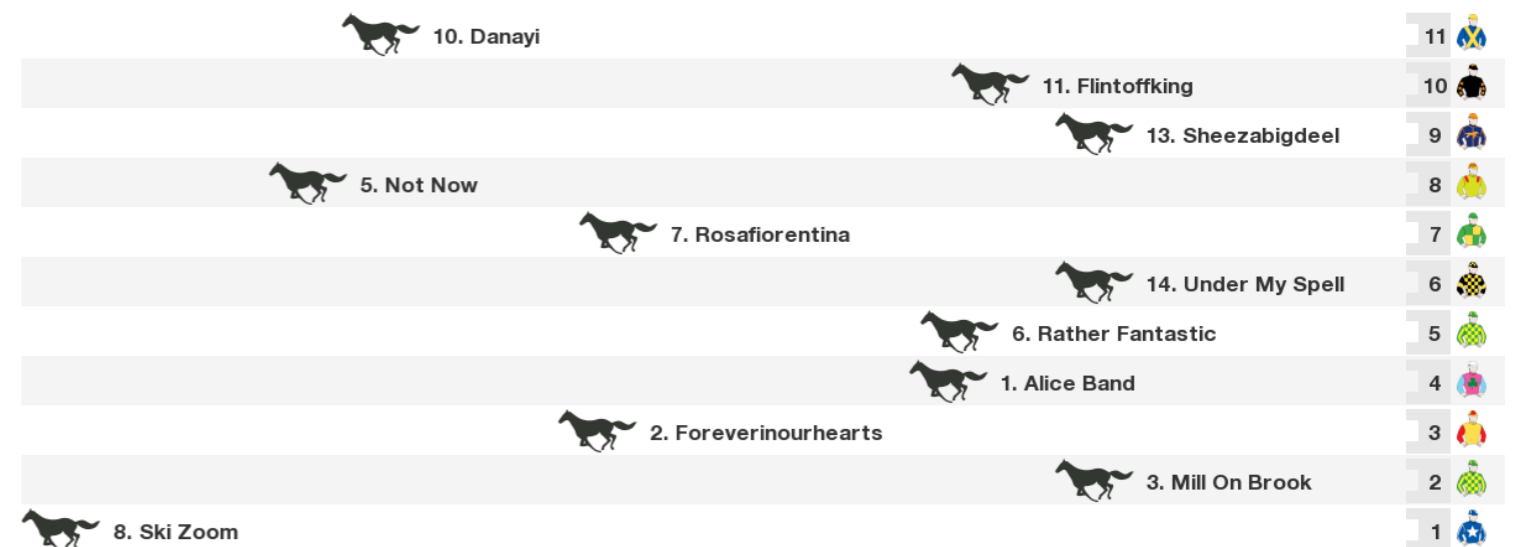 10. Danayi 11
11. Flintoffking 10
13. Sheezabigdeel 9
5. Not Now 8
7. Rosafiorentina 7
14. Under My Spell 6
6. Rather Fantastic 5
1. Alice Band 4
2. Foreverinourhearts 3
3. Mill On Brook 2
8. Ski Zoom 1